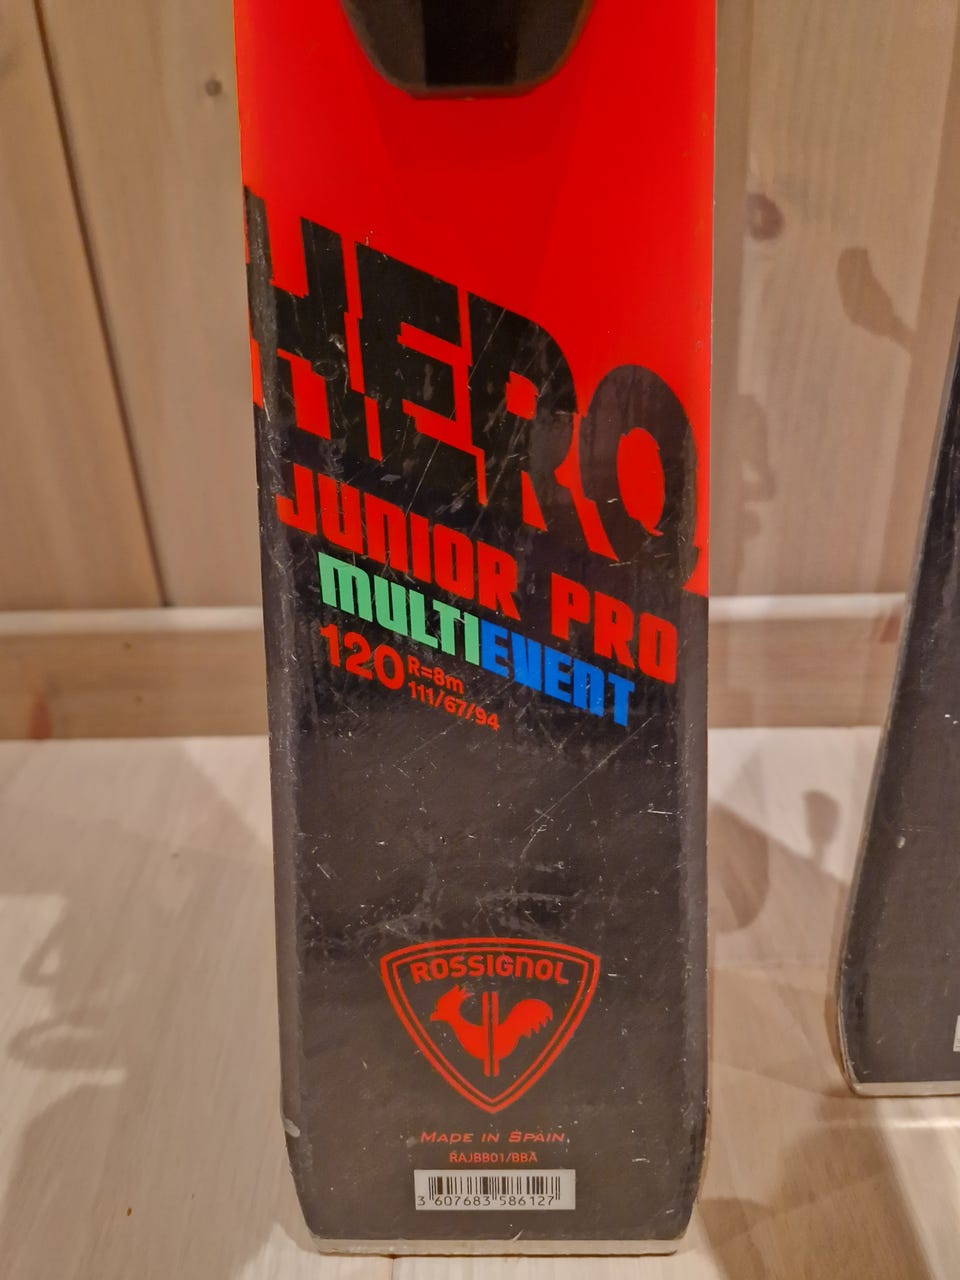 HERO
JUNIOR PRO
MULTIEVENT
120 R=8m
111/67/94
ROSSIGNOL
MADE IN SPAIN
RAJBB01/BBA
3 607683 586127